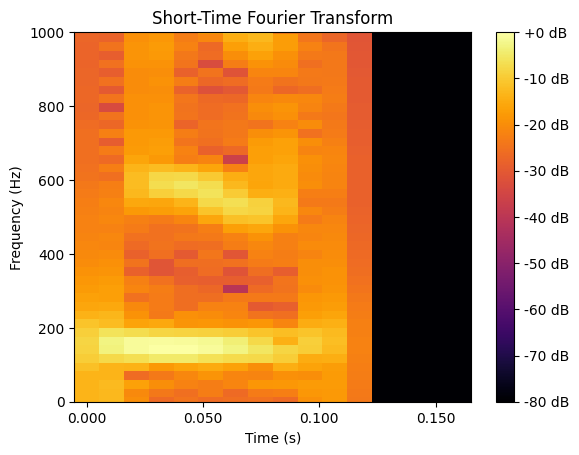 Short-Time Fourier Transform
1000
800
600
400
200
0
Frequency (Hz)
0.000
0.050
0.100
0.150
Time (s)
+0 dB
-10 dB
-20 dB
-30 dB
-40 dB
-50 dB
-60 dB
-70 dB
-80 dB